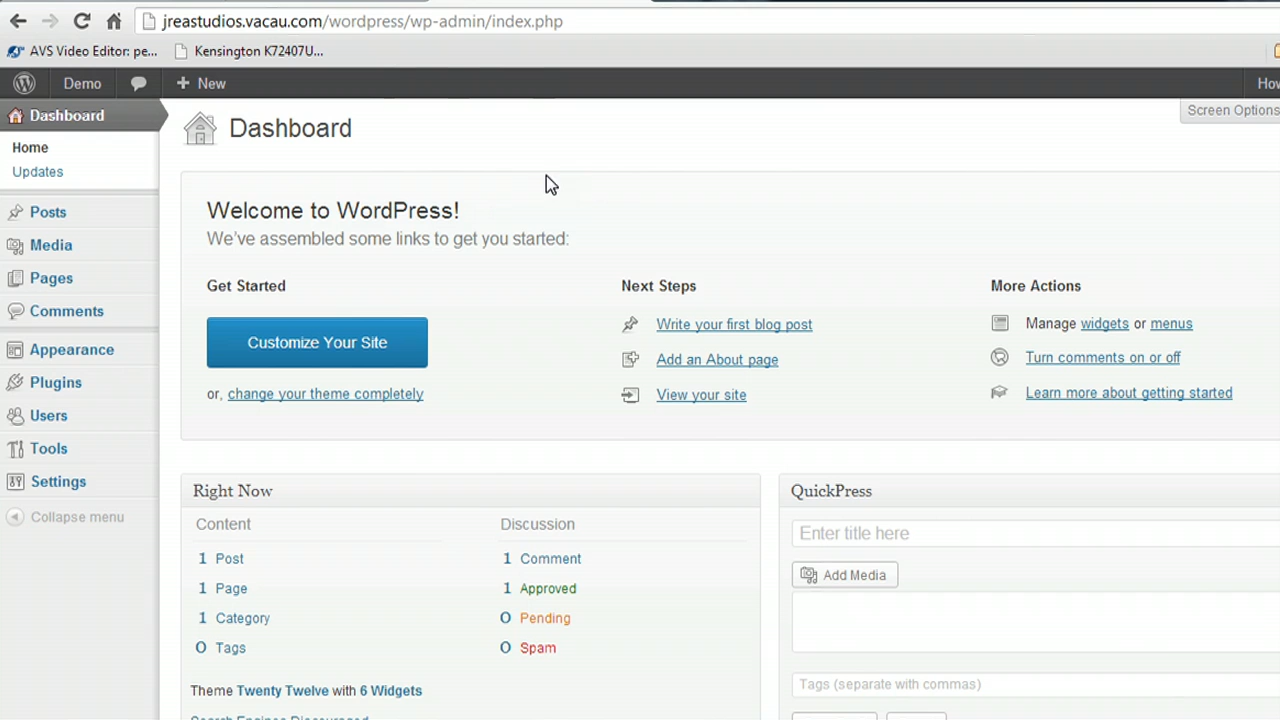 jreastudios.vacau.com/wordpress/wp-admin/index.php
AVS Video Editor: pe... Kensington K72407U...
Demo + New How
Dashboard
Home
Updates
Posts
Media
Pages
Comments
Appearance
Plugins
Users
Tools
Settings
Collapse menu
Dashboard
Screen Options
Welcome to WordPress!
We've assembled some links to get you started:
Get Started
Customize Your Site
or, change your theme completely
Next Steps
Write your first blog post
Add an About page
View your site
More Actions
Manage widgets or menus
Turn comments on or off
Learn more about getting started
Right Now
Content
1 Post
1 Page
1 Category
0 Tags
Discussion
1 Comment
1 Approved
0 Pending
0 Spam
Theme Twenty Twelve with 6 Widgets
Search Engines Discouraged
QuickPress
Enter title here
Add Media
Tags (separate with commas)